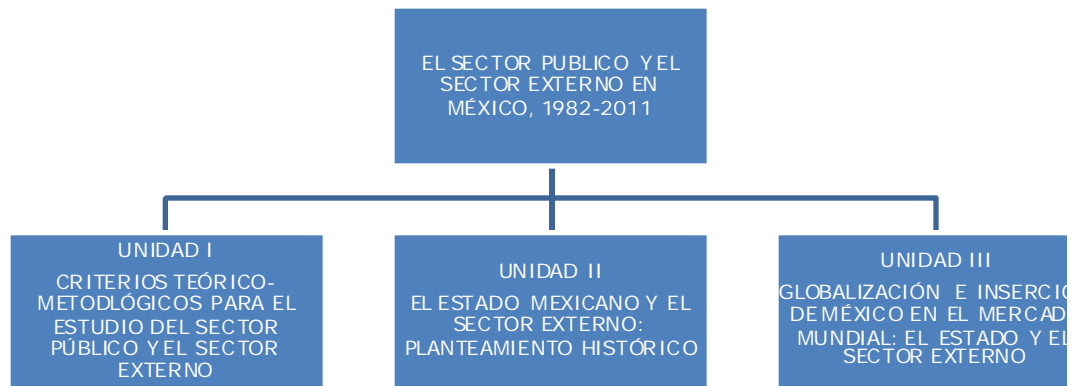 EL SECTOR PUBLICO Y EL
SECTOR EXTERNO EN
MÉXICO, 1982-2011
UNIDAD I
CRITERIOS TEÓRICO-
METODLÓGICOS PARA EL
ESTUDIO DEL SECTOR
PÚBLICO Y EL SECTOR
EXTERNO
UNIDAD II
EL ESTADO MEXICANO Y EL
SECTOR EXTERNO:
PLANTEAMIENTO HISTÓRICO
UNIDAD III
GLOBALIZACIÓN E INSERCIÓ
DE MÉXICO EN EL MERCAD
MUNDIAL: EL ESTADO Y EL
SECTOR EXTERNO